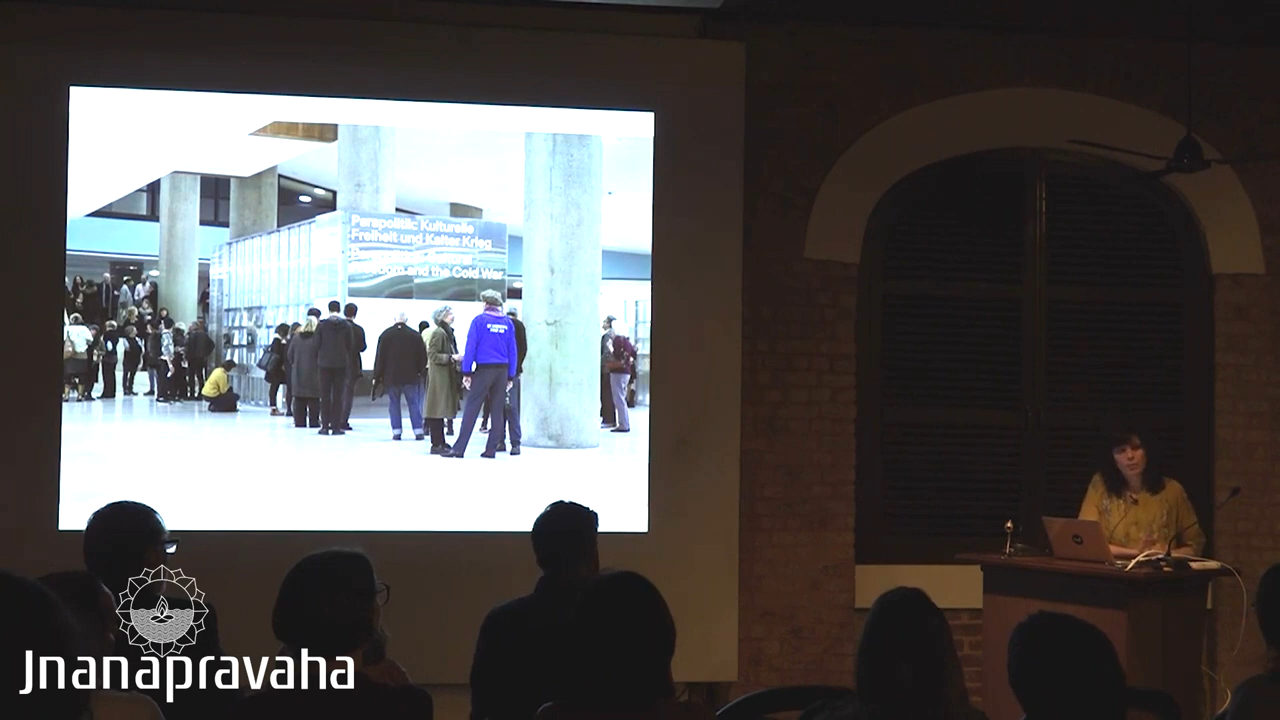 Parapolitik: Kulturelle
Freiheit und Kalter Krieg
and the Cold War
Jnanapravaha